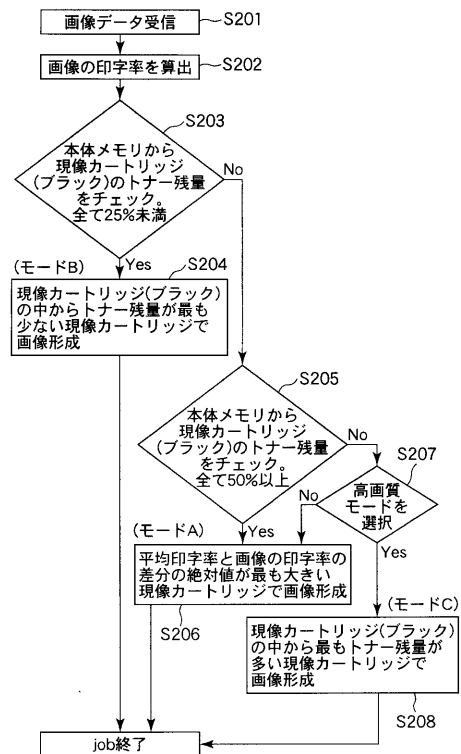 画像データ受信
S201
画像の印字率を算出
S202
S203
本体メモリから
現像カートリッジ
(ブラック)のトナー残量
をチェック。
全て25%未満
No
Yes
(モードB)
S204
現像カートリッジ(ブラック)
の中からトナー残量が最も
少ない現像カートリッジで
画像形成
S205
本体メモリから
現像カートリッジ
(ブラック)のトナー残量
をチェック。
全て50%以上
No
S207
高画質
モードを
選択
No
Yes
(モードA)
Yes
平均印字率と画像の印字率の
差分の絶対値が最も大きい
現像カートリッジで画像形成
S206
(モードC)
現像カートリッジ(ブラック)
の中から最もトナー残量が
多い現像カートリッジで
画像形成
S208
job終了